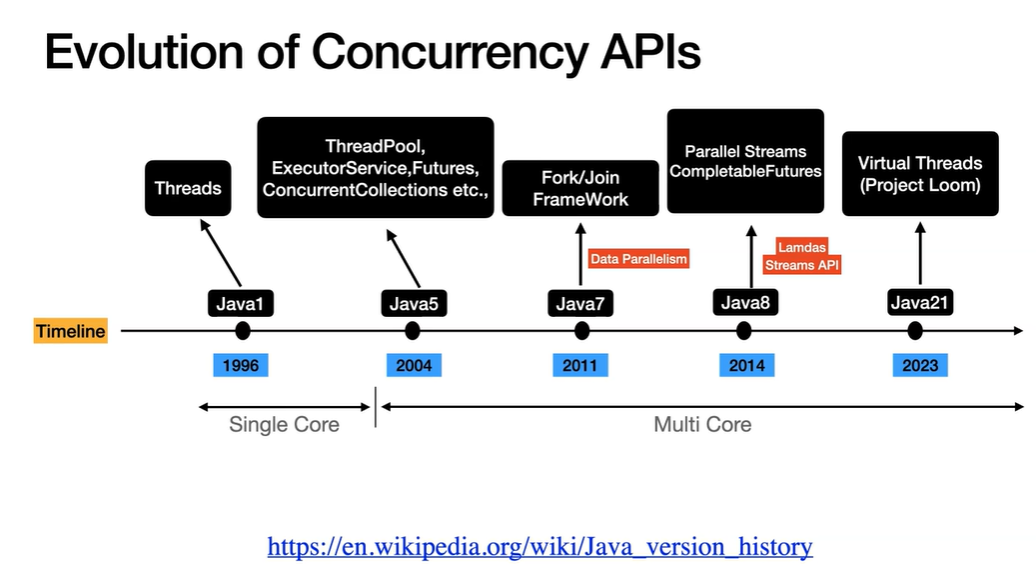 Evolution of Concurrency APIs
Threads
ThreadPool,
ExecutorService,Futures,
ConcurrentCollections etc.,
Fork/Join
FrameWork
Parallel Streams
CompletableFutures
Virtual Threads
(Project Loom)
Data Parallelism
Lamdas
Streams API
Java1
Java5
Java7
Java8
Java21
Timeline
1996
2004
2011
2014
2023
Single Core
Multi Core
https://en.wikipedia.org/wiki/Java_version_history